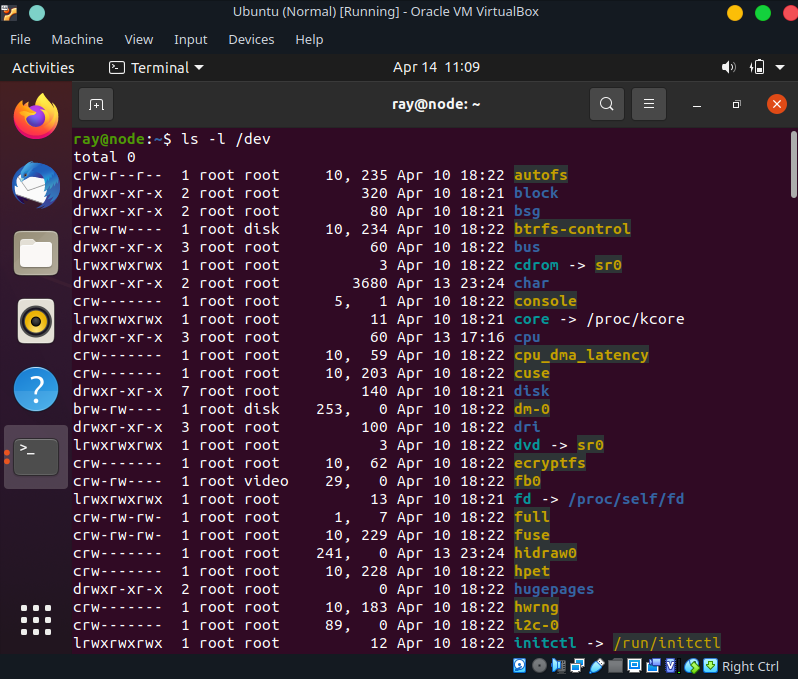 Ubuntu (Normal) [Running] - Oracle VM VirtualBox
File Machine View Input Devices Help
Activities Terminal Apr 14 11:09
ray@node: ~
ray@node:~$ ls -l /dev
total 0
crw-r--r-- 1 root root 10, 235 Apr 10 18:22 autofs
drwxr-xr-x 2 root root 320 Apr 10 18:21 block
drwxr-xr-x 2 root root 80 Apr 10 18:21 bsg
crw-rw---- 1 root disk 10, 234 Apr 10 18:22 btrfs-control
drwxr-xr-x 3 root root 60 Apr 10 18:22 bus
lrwxrwxrwx 1 root root 3 Apr 10 18:22 cdrom -> sr0
drwxr-xr-x 2 root root 3680 Apr 13 23:24 char
crw------- 1 root root 5, 1 Apr 10 18:22 console
lrwxrwxrwx 1 root root 11 Apr 10 18:21 core -> /proc/kcore
drwxr-xr-x 3 root root 60 Apr 13 17:16 cpu
crw------- 1 root root 10, 59 Apr 10 18:22 cpu_dma_latency
crw------- 1 root root 10, 203 Apr 10 18:22 cuse
drwxr-xr-x 7 root root 140 Apr 10 18:21 disk
brw-rw---- 1 root disk 253, 0 Apr 10 18:22 dm-0
drwxr-xr-x 3 root root 100 Apr 10 18:22 dri
lrwxrwxrwx 1 root root 3 Apr 10 18:22 dvd -> sr0
crw------- 1 root root 10, 62 Apr 10 18:22 ecryptfs
crw-rw---- 1 root video 29, 0 Apr 10 18:22 fb0
lrwxrwxrwx 1 root root 13 Apr 10 18:21 fd -> /proc/self/fd
crw-rw-rw- 1 root root 1, 7 Apr 10 18:22 full
crw-rw-rw- 1 root root 10, 229 Apr 10 18:22 fuse
crw------- 1 root root 241, 0 Apr 13 23:24 hidraw0
crw------- 1 root root 10, 228 Apr 10 18:22 hpet
drwxr-xr-x 2 root root 0 Apr 10 18:22 hugepages
crw------- 1 root root 10, 183 Apr 10 18:22 hwrng
crw------- 1 root root 89, 0 Apr 10 18:22 i2c-0
lrwxrwxrwx 1 root root 12 Apr 10 18:22 initctl -> /run/initctl
Right Ctrl